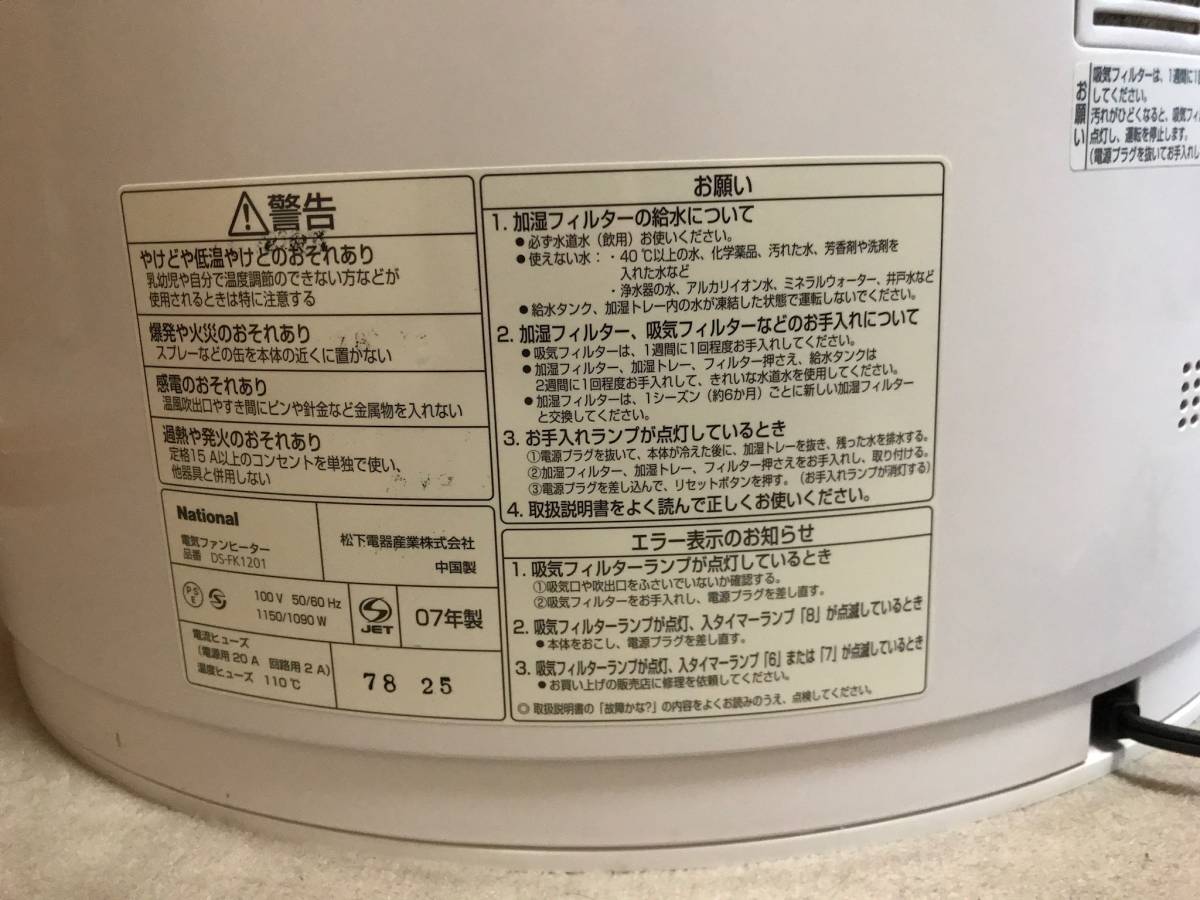 警告
やけどや低温やけどのおそれあり
乳幼児や自分で温度調節のできない方などが
使用されるときは特に注意する
爆発や火災のおそれあり
スプレーなどの缶を本体の近くに置かない
感電のおそれあり
温風吹出口やすき間にピンや針金など金属物を入れない
過熱や発火のおそれあり
定格15A以上のコンセントを単独で使い、
他器具と併用しない
National
電気ファンヒーター
品番 DS-FK1201
松下電器産業株式会社
中国製
PSE
100V 50/60Hz
1150/1090W
JET
07年製
電流ヒューズ
(電源用20A 回路用2A)
温度ヒューズ 110℃
78 25
お願い
1. 加湿フィルターの給水について
●必ず水道水（飲用）お使いください。
●使えない水：・40℃以上の水、化学薬品、汚れた水、芳香剤や洗剤を
入れた水など
・浄水器の水、アルカリイオン水、ミネラルウォーター、井戸水など
●給水タンク、加湿トレー内の水が凍結した状態で運転しないでください。
2. 加湿フィルター、吸気フィルターなどのお手入れについて
●吸気フィルターは、1週間に1回程度お手入れしてください。
●加湿フィルター、加湿トレー、フィルター押さえ、給水タンクは
2週間に1回程度お手入れして、きれいな水道水を使用してください。
●加湿フィルターは、1シーズン（約6か月）ごとに新しい加湿フィルター
と交換してください。
3. お手入れランプが点灯しているとき
①電源プラグを抜いて、本体が冷えた後に、加湿トレーを抜き、残った水を排水する。
②加湿フィルター、加湿トレー、フィルター押さえをお手入れし、取り付ける。
③電源プラグを差し込んで、リセットボタンを押す。（お手入れランプが消灯する）
4. 取扱説明書をよく読んで正しくお使いください。
エラー表示のお知らせ
1. 吸気フィルターランプが点灯しているとき
①吸気口や吹出口をふさいでいないか確認する。
②吸気フィルターをお手入れし、電源プラグを差し直す。
2. 吸気フィルターランプが点灯、入タイマーランプ「8」が点滅しているとき
●本体をおこし、電源プラグを差し直す。
3. 吸気フィルターランプが点灯、入タイマーランプ「6」または「7」が点滅しているとき
●お買い上げの販売店に修理を依頼してください。
◎取扱説明書の「故障かな?」の内容をよくお読みのうえ、点検してください。
お願い
吸気フィルターは、1週間に1回
してください。
汚れがひどくなると、吸気フィ
点灯し、運転を停止します。
(電源プラグを抜いてお手入れし